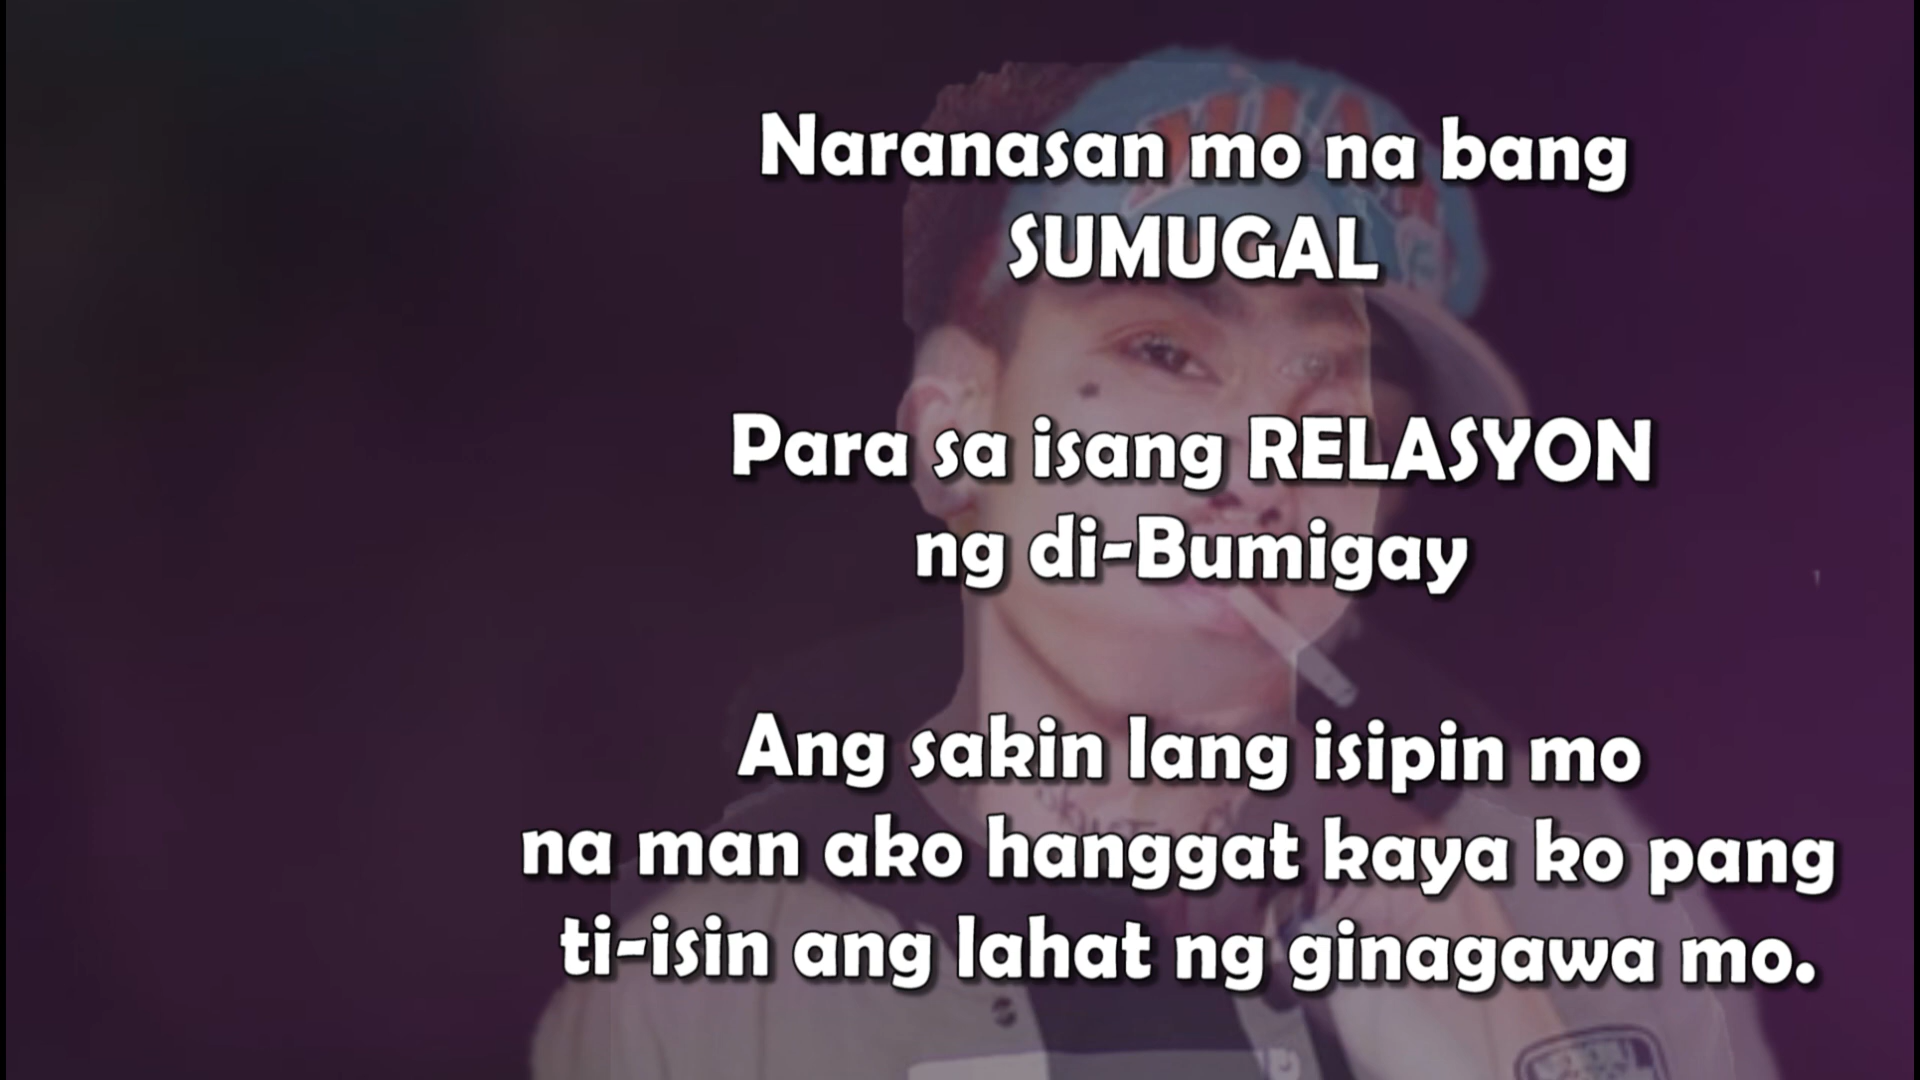 Naranasan mo na bang
SUMUGAL
Para sa isang RELASYON
ng di-Bumigay
Ang sakin lang isipin mo
na man ako hanggat kaya ko pang
ti-isin ang lahat ng ginagawa mo.